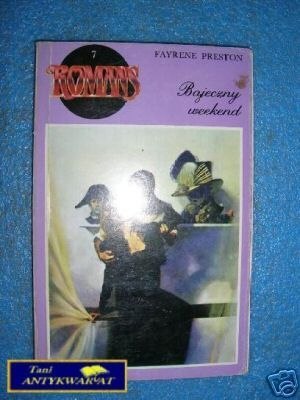 7
ROMANS
FAYRENE PRESTON
Bajeczny
weekend
Tani
ANTYKWARIAT